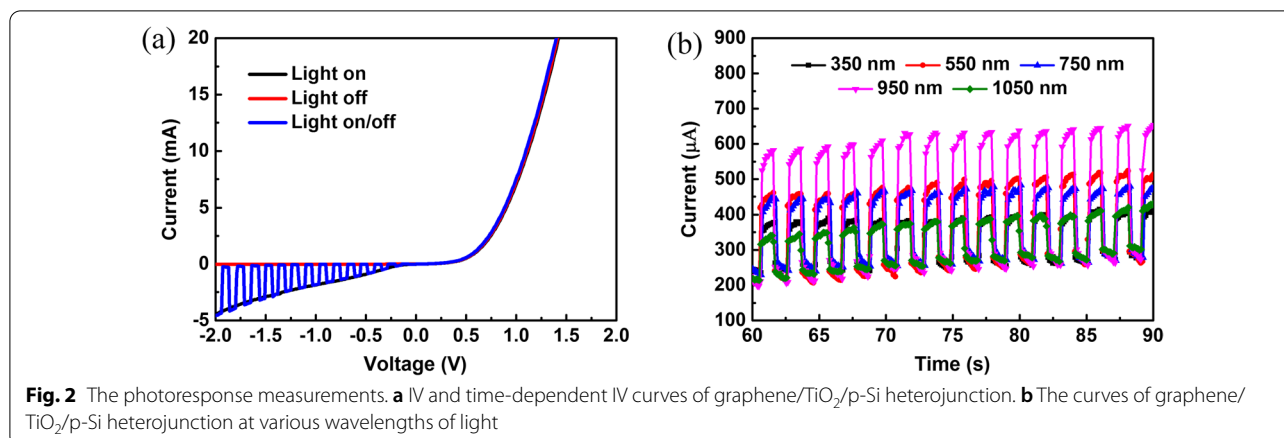 (a)
20
15
10
5
0
-5
Current (mA)
Light on
Light off
Light on/off
-2.0 -1.5 -1.0 -0.5 0.0 0.5 1.0 1.5 2.0
Voltage (V)
(b)
900
800
700
600
500
400
300
200
100
Current (μA)
350 nm 550 nm 750 nm
950 nm 1050 nm
60 65 70 75 80 85 90
Time (s)
Fig. 2 The photoresponse measurements. a IV and time-dependent IV curves of graphene/TiO₂/p-Si heterojunction. b The curves of graphene/
TiO₂/p-Si heterojunction at various wavelengths of light